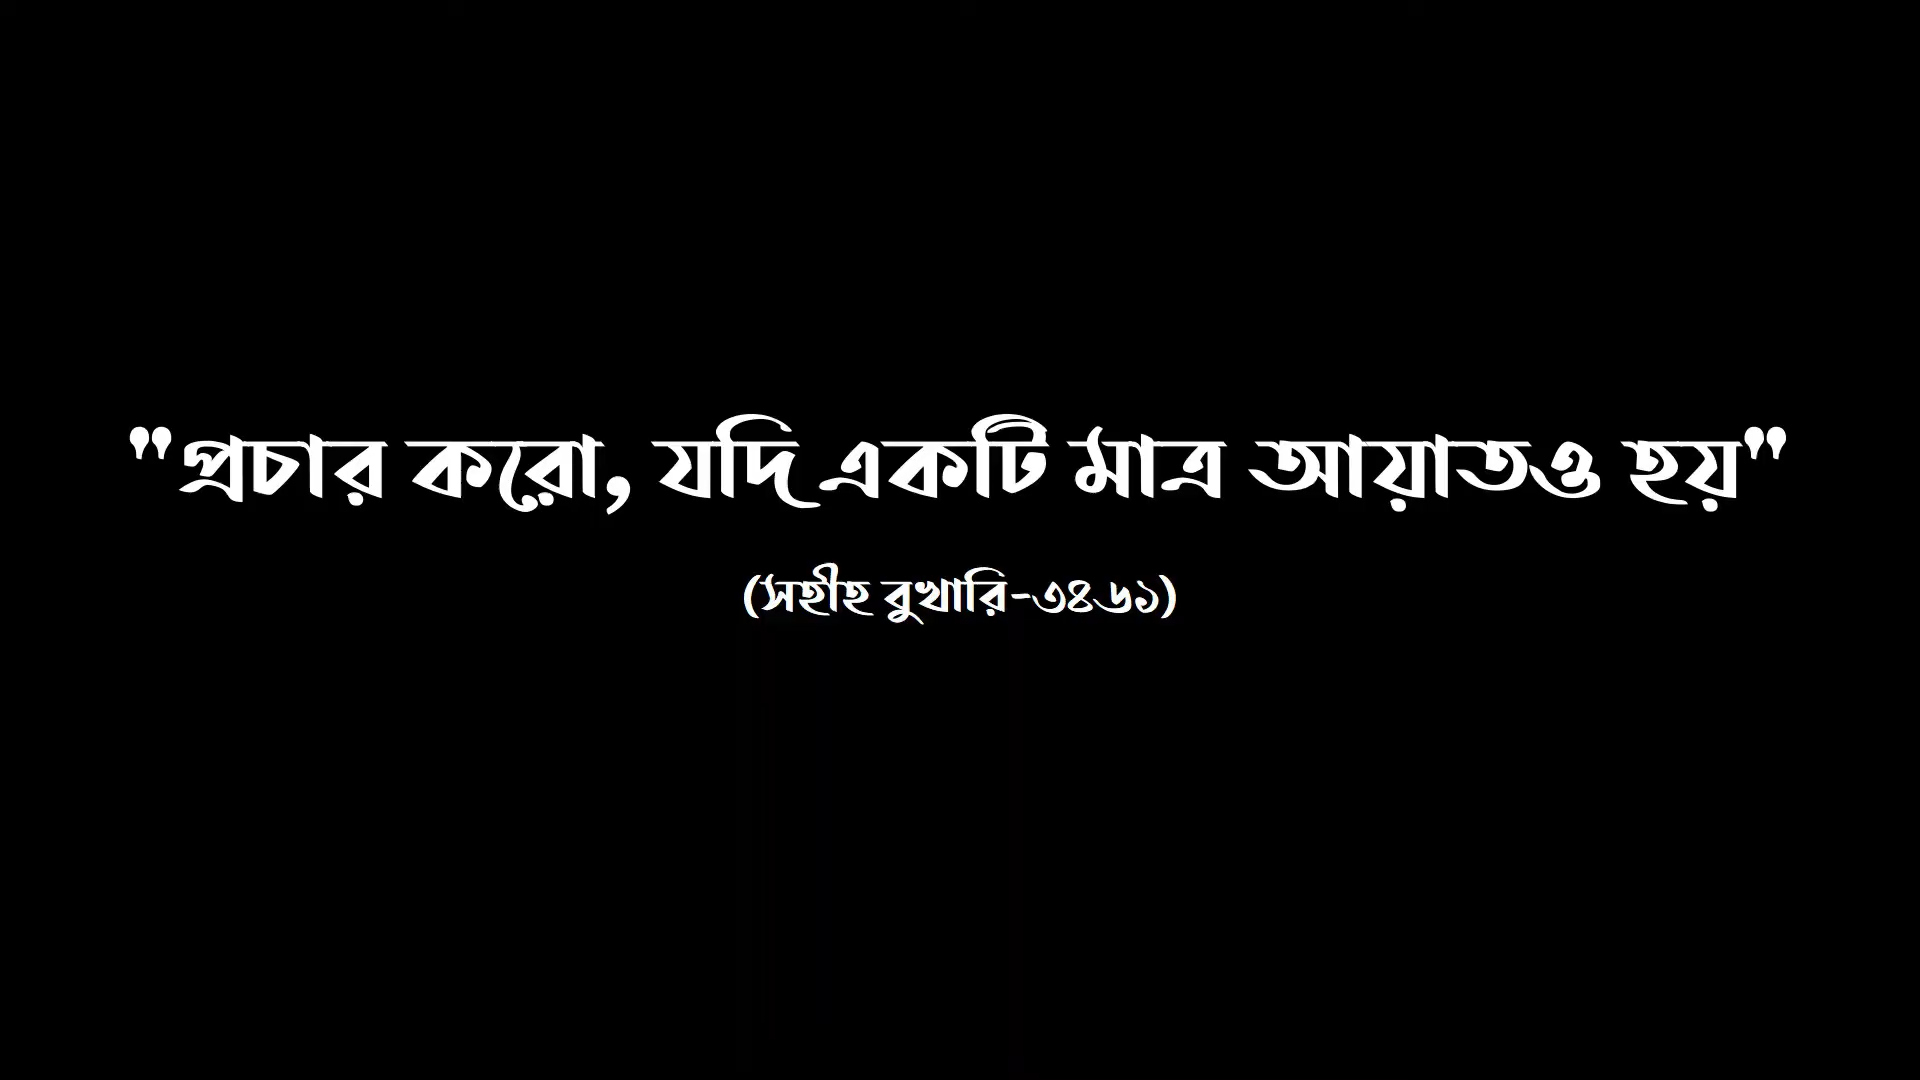 "প্রচার করো, যদি একটি মাত্র আয়াতও হয়"
(সহীহ বুখারি-৩৪৬১)